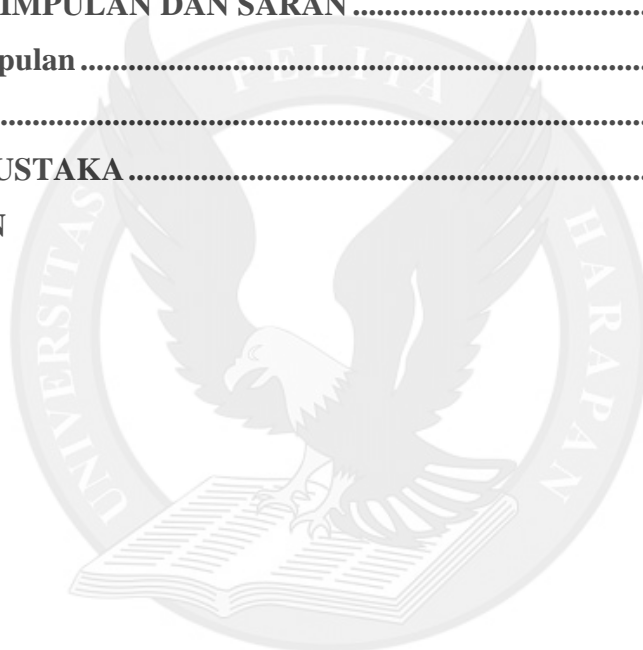 IMPULAN DAN SARAN ........................................
pulan ................................................................................
................................................................................
USTAKA ........................................................................
N
UNIVERSITAS PELITA HARAPAN